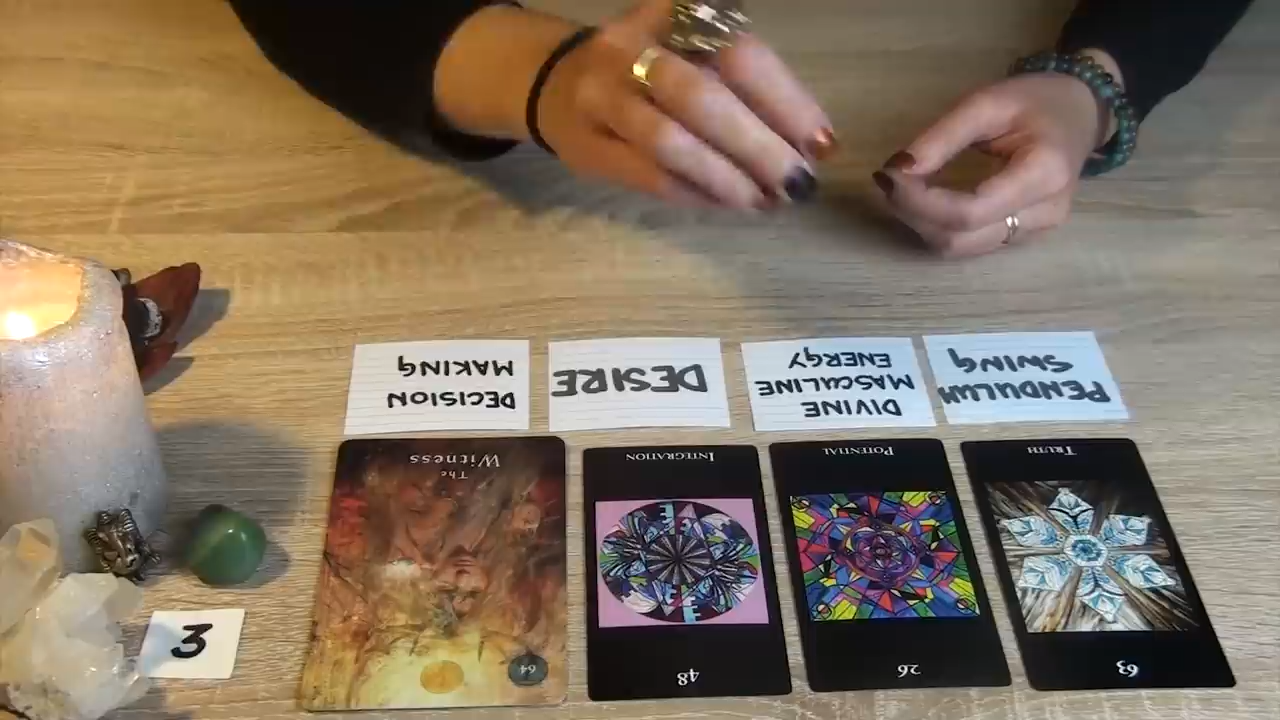 DECISION
MAKING
DESIRE
DIVINE
MASCULINE
ENERGY
PENDULUM
SWING
The
Witness
64
INTEGRATION
48
POTENTIAL
26
TRUTH
63
3